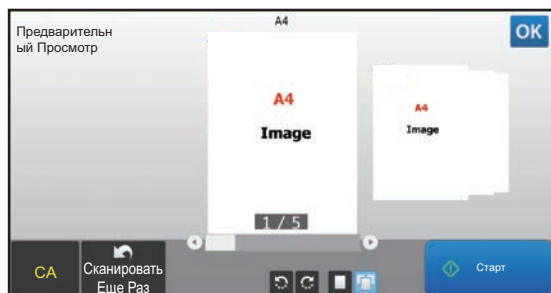 Предварительн
ый Просмотр
A4
OK
A4
Image
A4
Image
1 / 5
CA
Сканировать
Еще Раз
Старт